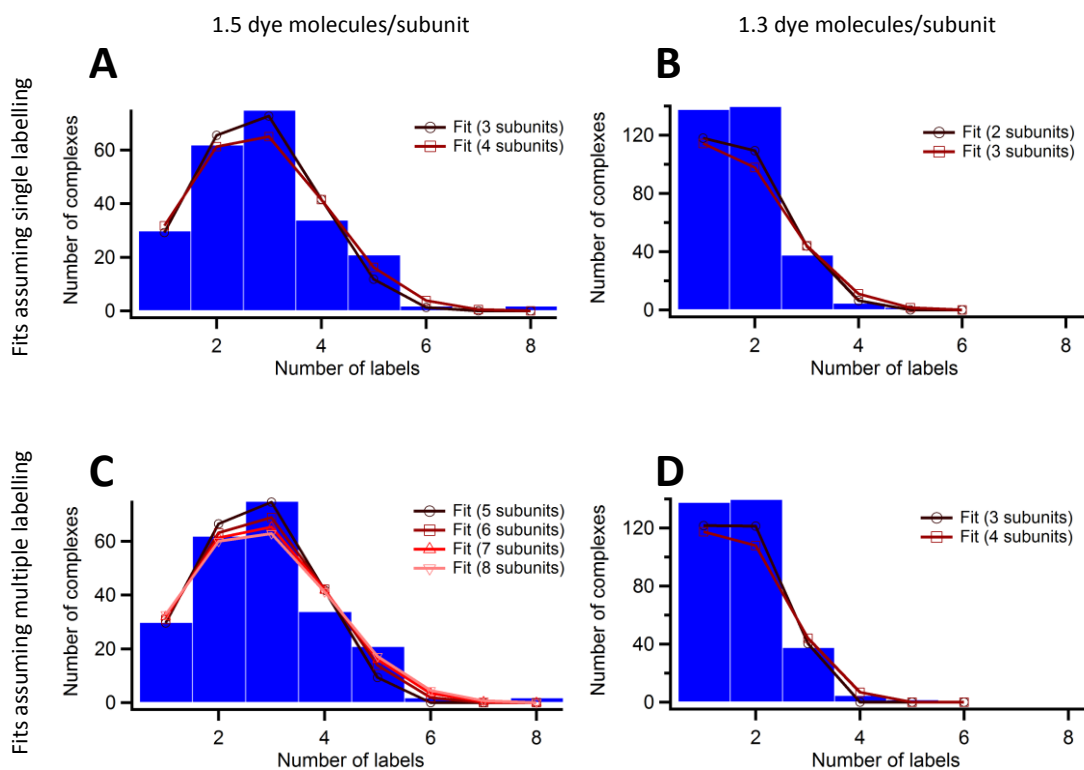 1.5 dye molecules/subunit
1.3 dye molecules/subunit
Fits assuming single labelling
A
Number of complexes
60
40
20
0
Fit (3 subunits)
Fit (4 subunits)
2 4 6 8
Number of labels
B
Number of complexes
120
80
40
0
Fit (2 subunits)
Fit (3 subunits)
2 4 6 8
Number of labels
Fits assuming multiple labelling
C
Number of complexes
60
40
20
0
Fit (5 subunits)
Fit (6 subunits)
Fit (7 subunits)
Fit (8 subunits)
2 4 6 8
Number of labels
D
Number of complexes
120
80
40
0
Fit (3 subunits)
Fit (4 subunits)
2 4 6 8
Number of labels